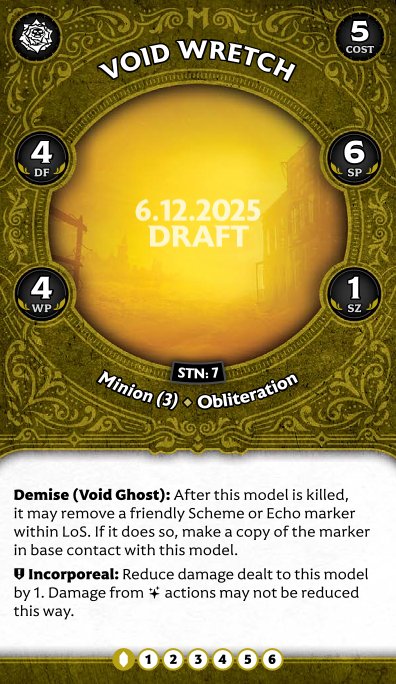 VOID WRETCH
5
COST
4
DF
6
SP
6.12.2025
DRAFT
4
WP
1
SZ
STN: 7
Minion (3) ⬥ Obliteration
Demise (Void Ghost): After this model is killed,
it may remove a friendly Scheme or Echo marker
within LoS. If it does so, make a copy of the marker
in base contact with this model.
Incorporeal: Reduce damage dealt to this model
by 1. Damage from actions may not be reduced
this way.
1 2 3 4 5 6